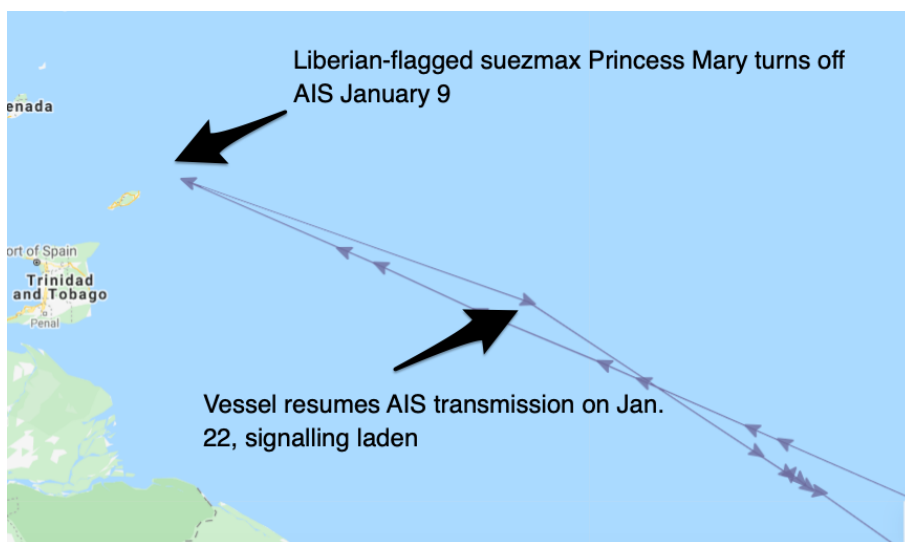 Liberian-flagged suezmax Princess Mary turns off
AIS January 9
enada
ort of Spain
Trinidad
and Tobago
Penal
Vessel resumes AIS transmission on Jan.
22, signalling laden